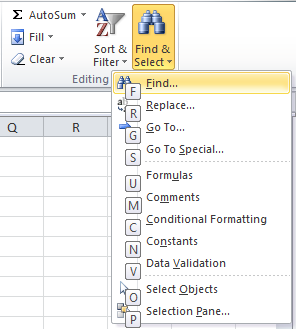 Σ AutoSum
Fill
Clear
Sort &
Filter
Find &
Select
Editing
Q R
F Find...
R Replace...
G Go To...
S Go To Special...
U Formulas
M Comments
C Conditional Formatting
N Constants
V Data Validation
O Select Objects
P Selection Pane...